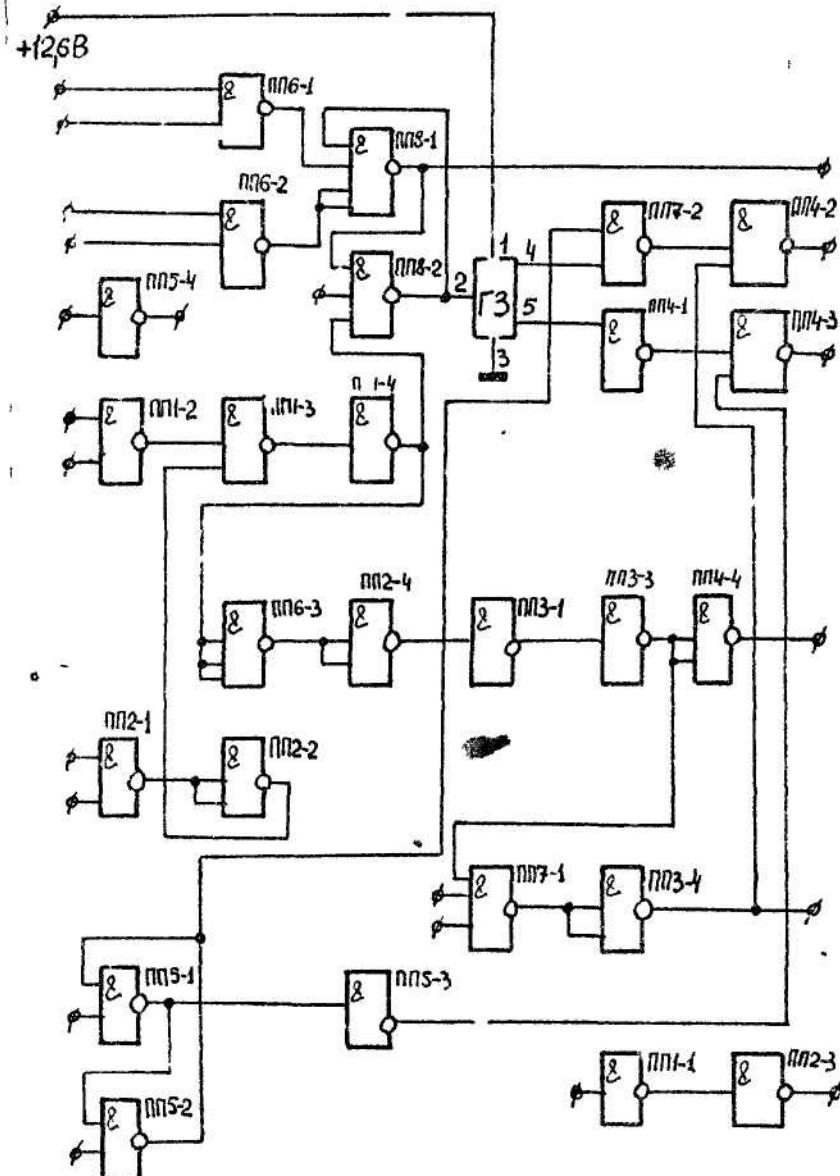 +12,6В
& ПП6-1
& ПП8-1
ПП6-2
&
& ПП7-2
& ПП4-2
& ПП8-2
ПП5-4
&
1
2 ГЗ 4
5
3
& ПП4-1
& ПП4-3
& ПП1-2
& ПП1-3
& П 1-4
& ПП6-3
ПП2-4
&
& ПП3-1
ПП3-3
&
ПП4-4
&
ПП2-1
&
& ПП2-2
& ПП7-1
& ПП3-4
& ПП5-1
& ПП5-3
& ПП5-2
& ПП1-1
& ПП2-3